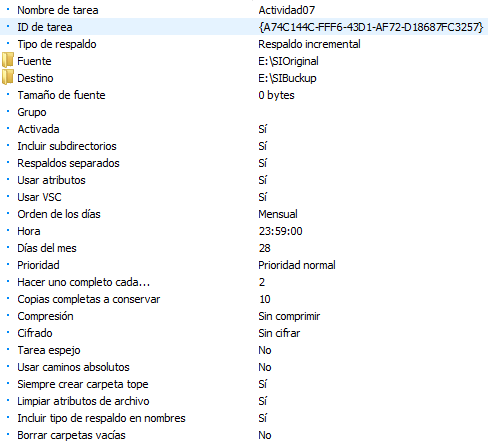 Nombre de tarea Actividad07
ID de tarea {A74C144C-FFF6-43D1-AF72-D18687FC3257}
Tipo de respaldo Respaldo incremental
Fuente E:\SIOriginal
Destino E:\SIBuckup
Tamaño de fuente 0 bytes
Grupo
Activada Sí
Incluir subdirectorios Sí
Respaldos separados Sí
Usar atributos Sí
Usar VSC Sí
Orden de los días Mensual
Hora 23:59:00
Días del mes 28
Prioridad Prioridad normal
Hacer uno completo cada... 2
Copias completas a conservar 10
Compresión Sin comprimir
Cifrado Sin cifrar
Tarea espejo No
Usar caminos absolutos No
Siempre crear carpeta tope Sí
Limpiar atributos de archivo Sí
Incluir tipo de respaldo en nombres Sí
Borrar carpetas vacías No